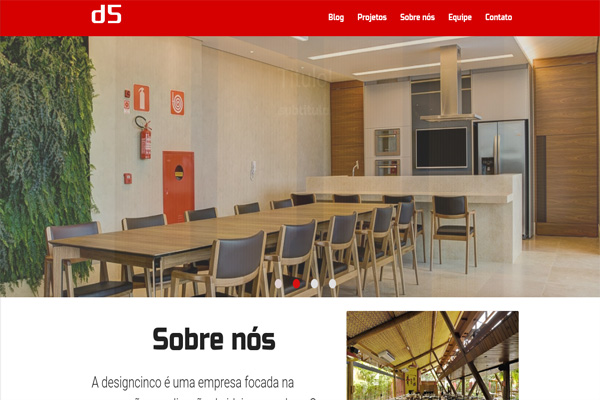 d5
Blog Projetos Sobre nós Equipe Contato
Sobre nós
A designcinco é uma empresa focada na